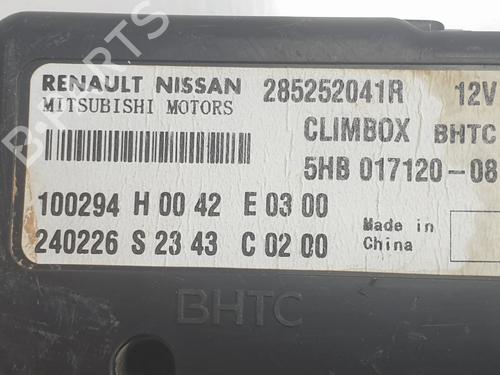 RENAULT NISSAN 285252041R 12V
MITSUBISHI MOTORS
CLIMBOX BHTC
5HB 017120-08
100294 H 00 42 E 03 00
240226 S 23 43 C 02 00
Made in
China
BHTC
B-PARTS